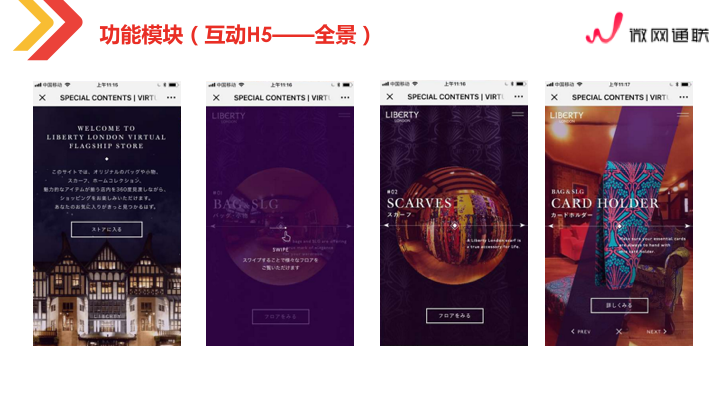 功能模块（互动H5——全景）
微网通联
中国移动
上午11:16
SPECIAL CONTENTS | VIRTU
WELCOME TO
LIBERTY LONDON VIRTUAL
FLAGSHIP STORE
このサイトでは、オリジナルのバッグや小物、
スカーフ、ホームコレクション、
魅力的なアイテムが揃う店内を360度見渡しながら、
ショッピングをお楽しみいただけます。
あなたのお気に入りがきっと見つかるはず。
ストアに入る
LIBERTY
中国移动
上午11:16
SPECIAL CONTENTS | VIRTU
LIBERTY
LONDON
#01
BAG & SLG
SWIPE
スワイプすることで様々なフロアを
ご覧いただけます
フロアをみる
中国移动
上午11:16
SPECIAL CONTENTS | VIRTU
LIBERTY
LONDON
#02
SCARVES
スカーフ
A Liberty London scarf is
a true accessory for life.
フロアをみる
中国移动
上午11:17
SPECIAL CONTENTS | VIRTU
LIBERTY
LONDON
BAG & SLG
CARD HOLDER
カードホルダー
Make sure your essential cards
are always to hand with
this card holder.
詳しくみる
PREV
NEXT